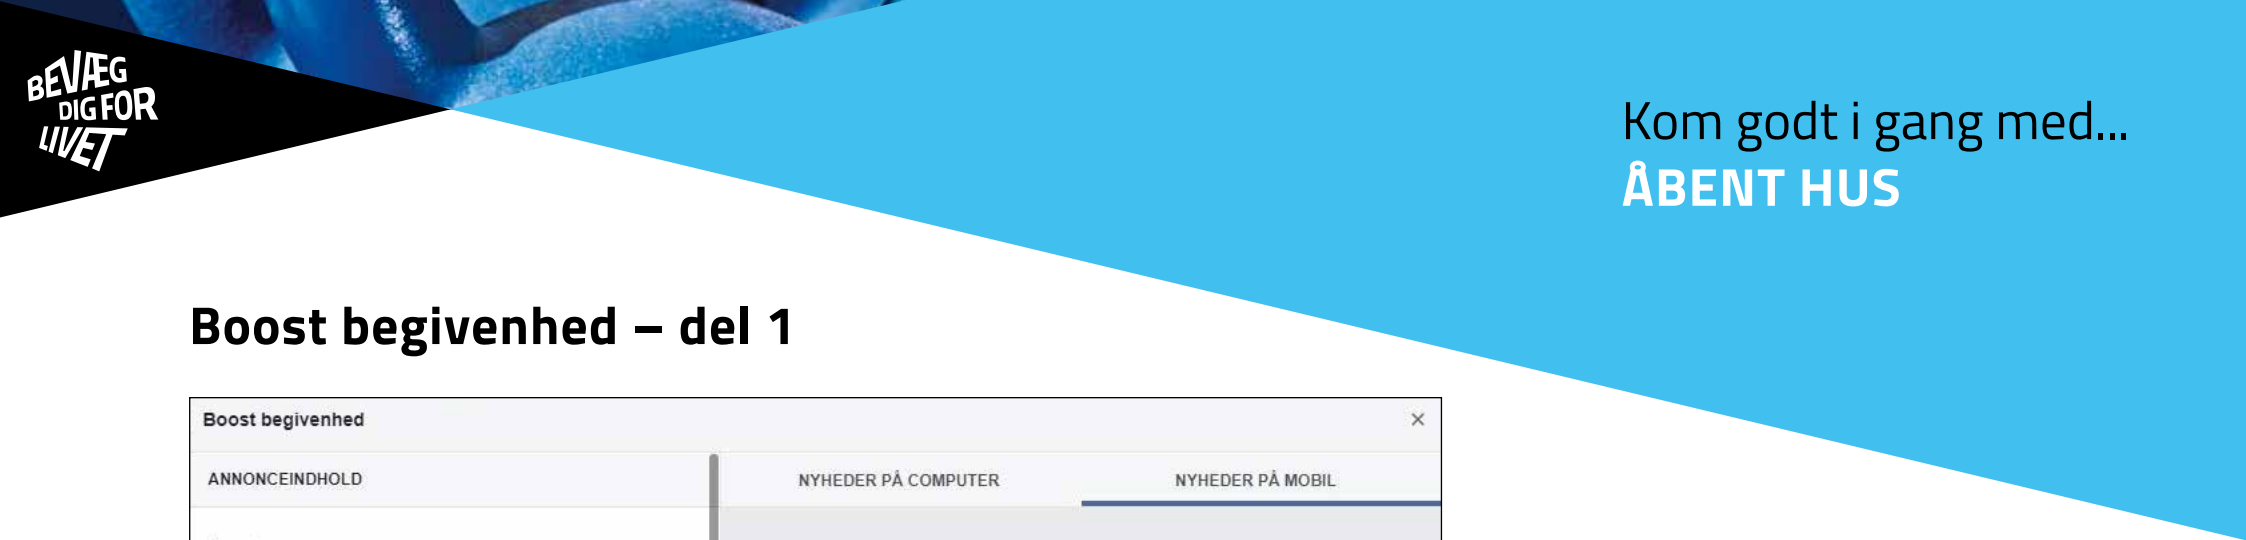 BEVÆG
DIG FOR
LIVET
Kom godt i gang med...
ÅBENT HUS
Boost begivenhed – del 1
Boost begivenhed
×
ANNONCEINDHOLD
NYHEDER PÅ COMPUTER
NYHEDER PÅ MOBIL